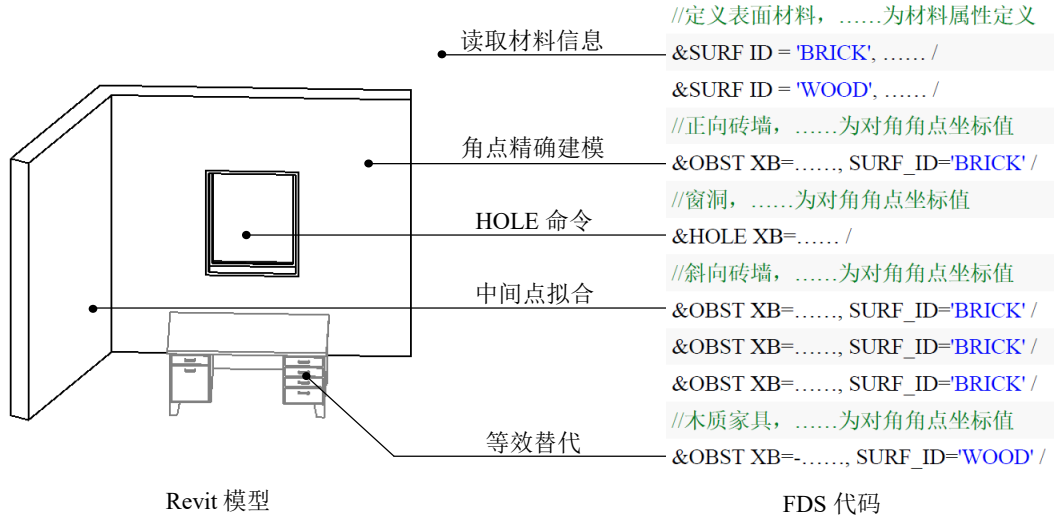 //定义表面材料，……为材料属性定义
读取材料信息
&SURF ID = 'BRICK', …… /
&SURF ID = 'WOOD', …… /
//正向砖墙，……为对角角点坐标值
角点精确建模
&OBST XB=……, SURF_ID='BRICK' /
//窗洞，……为对角角点坐标值
HOLE 命令
&HOLE XB=…… /
//斜向砖墙，……为对角角点坐标值
中间点拟合
&OBST XB=……, SURF_ID='BRICK' /
&OBST XB=……, SURF_ID='BRICK' /
&OBST XB=……, SURF_ID='BRICK' /
//木质家具，……为对角角点坐标值
等效替代
&OBST XB=-……, SURF_ID='WOOD' /
Revit 模型
FDS 代码